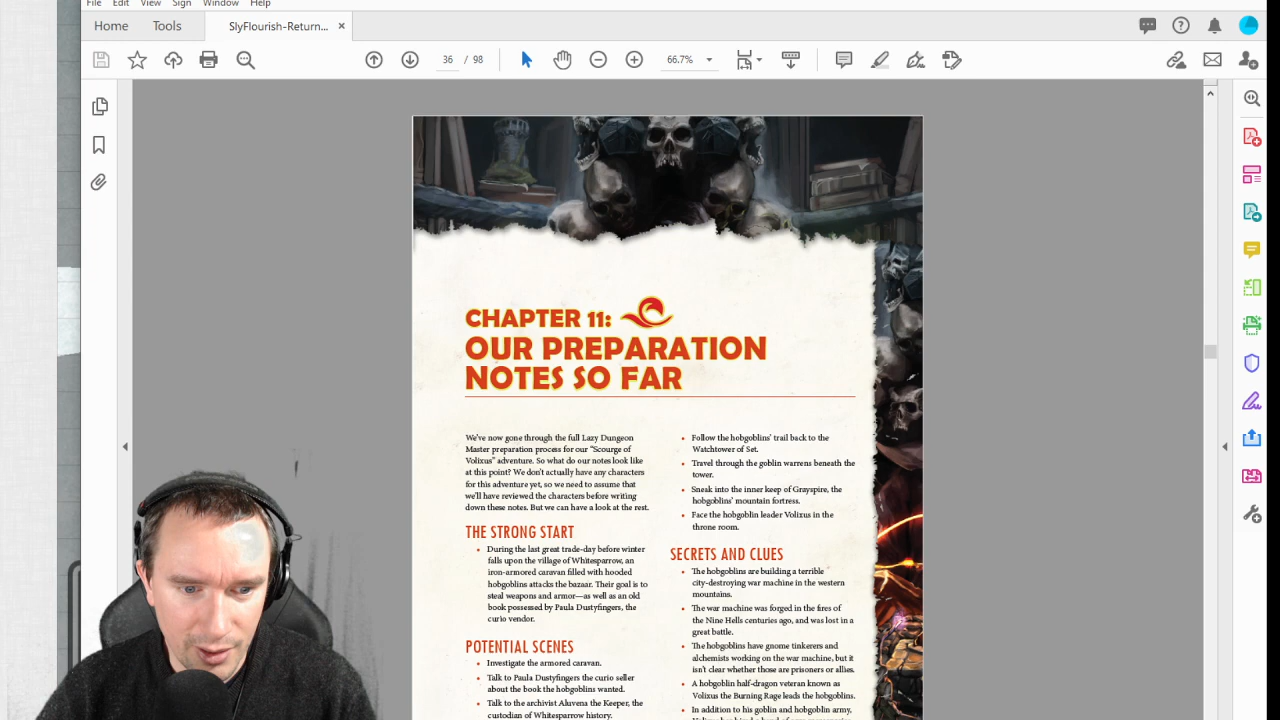 File Edit View Sign Window Help
Home Tools SlyFlourish-Return... ×
36 / 98 66.7%
CHAPTER 11:
OUR PREPARATION
NOTES SO FAR
We've now gone through the full Lazy Dungeon
Master preparation process for our "Scourge of
Volixus" adventure. So what do our notes look like
at this point? We don't actually have any characters
for this adventure yet, so we need to assume that
we'll have reviewed the characters before writing
down these notes. But we can have a look at the rest.
THE STRONG START
• During the last great trade-day before winter
falls upon the village of Whitesparrow, an
iron-armored caravan filled with hooded
hobgoblins attacks the bazaar. Their goal is to
steal weapons and armor—as well as an old
book possessed by Paula Dustyfingers, the
curio vendor.
POTENTIAL SCENES
• Investigate the armored caravan.
• Talk to Paula Dustyfingers the curio seller
about the book the hobgoblins wanted.
• Talk to the archivist Aluvena the Keeper, the
custodian of Whitesparrow history.
• Follow the hobgoblins' trail back to the
Watchtower of Set.
• Travel through the goblin warrens beneath the
tower.
• Sneak into the inner keep of Grayspire, the
hobgoblins' mountain fortress.
• Face the hobgoblin leader Volixus in the
throne room.
SECRETS AND CLUES
• The hobgoblins are building a terrible
city-destroying war machine in the western
mountains.
• The war machine was forged in the fires of
the Nine Hells centuries ago, and was lost in a
great battle.
• The hobgoblins have gnome tinkerers and
alchemists working on the war machine, but it
isn't clear whether those are prisoners or allies.
• A hobgoblin half-dragon veteran known as
Volixus the Burning Rage leads the hobgoblins.
• In addition to his goblin and hobgoblin army,